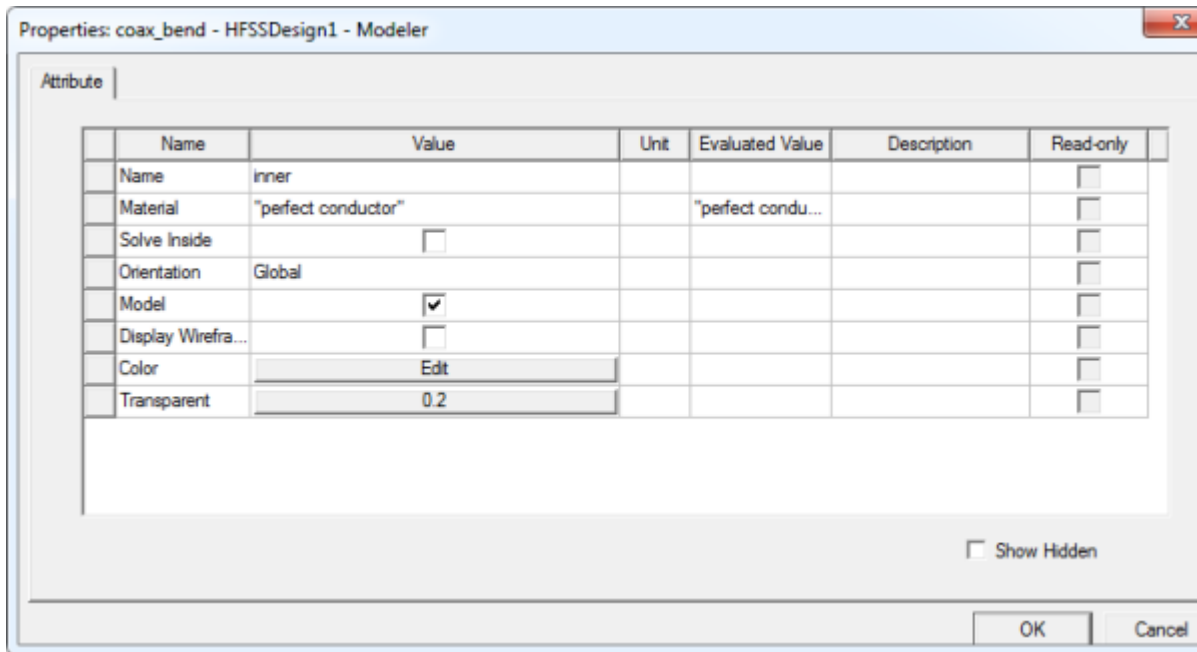 Properties: coax_bend - HFSSDesign1 - Modeler
Attribute
Name Value Unit Evaluated Value Description Read-only
Name inner
Material "perfect conductor" "perfect condu...
Solve Inside
Orientation Global
Model
Display Wirefra...
Color Edit
Transparent 0.2
Show Hidden
OK Cancel